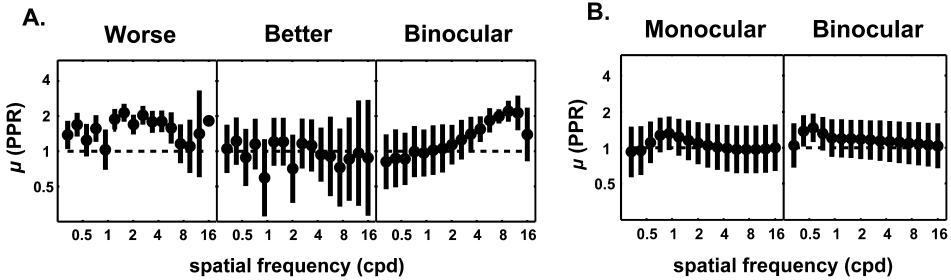 A.
Worse Better Binocular
μ (PPR)
4
2
1
0.5
0.5 1 2 4 8 16 0.5 1 2 4 8 16 0.5 1 2 4 8 16
spatial frequency (cpd)
B.
Monocular Binocular
μ (PPR)
4
2
1
0.5
0.5 1 2 4 8 16 0.5 1 2 4 8 16
spatial frequency (cpd)